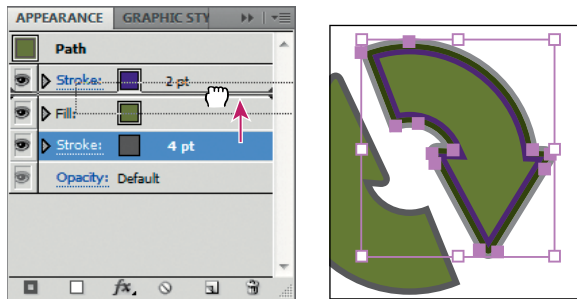 APPEARANCE GRAPHIC STY
Path
Stroke: 2 pt
Fill:
Stroke: 4 pt
Opacity: Default
fx